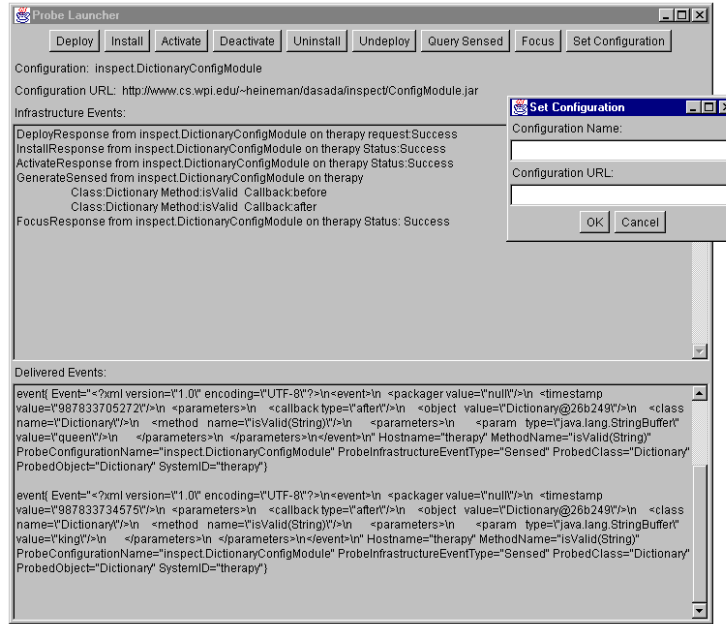 Probe Launcher
Deploy Install Activate Deactivate Uninstall Undeploy Query Sensed Focus Set Configuration
Configuration: inspect.DictionaryConfigModule
Configuration URL: http://www.cs.wpi.edu/~heineman/dasada/inspect/ConfigModule.jar
Infrastructure Events:
DeployResponse from inspect.DictionaryConfigModule on therapy request:Success
InstallResponse from inspect.DictionaryConfigModule on therapy Status:Success
ActivateResponse from inspect.DictionaryConfigModule on therapy Status:Success
GenerateSensed from inspect.DictionaryConfigModule on therapy
Class:Dictionary Method:isValid Callback:before
Class:Dictionary Method:isValid Callback:after
FocusResponse from inspect.DictionaryConfigModule on therapy Status: Success
Set Configuration
Configuration Name:
Configuration URL:
OK Cancel
Delivered Events:
event{ Event="<?xml version=\"1.0\" encoding=\"UTF-8\"?>\n<event>\n <packager value=\"null\"/>\n <timestamp
value=\"987833705272\"/>\n <parameters>\n <callback type=\"after\"/>\n <object value=\"Dictionary@26b249\"/>\n <class
name=\"Dictionary\"/>\n <method name=\"isValid(String)\"/>\n <parameters>\n <param type=\"java.lang.StringBuffer\"
value=\"queen\"/>\n </parameters>\n </parameters>\n</event>\n" Hostname="therapy" MethodName="isValid(String)"
ProbeConfigurationName="inspect.DictionaryConfigModule" ProbeInfrastructureEventType="Sensed" ProbedClass="Dictionary"
ProbedObject="Dictionary" SystemID="therapy"}
event{ Event="<?xml version=\"1.0\" encoding=\"UTF-8\"?>\n<event>\n <packager value=\"null\"/>\n <timestamp
value=\"987833734575\"/>\n <parameters>\n <callback type=\"after\"/>\n <object value=\"Dictionary@26b249\"/>\n <class
name=\"Dictionary\"/>\n <method name=\"isValid(String)\"/>\n <parameters>\n <param type=\"java.lang.StringBuffer\"
value=\"king\"/>\n </parameters>\n </parameters>\n</event>\n" Hostname="therapy" MethodName="isValid(String)"
ProbeConfigurationName="inspect.DictionaryConfigModule" ProbeInfrastructureEventType="Sensed" ProbedClass="Dictionary"
ProbedObject="Dictionary" SystemID="therapy"}